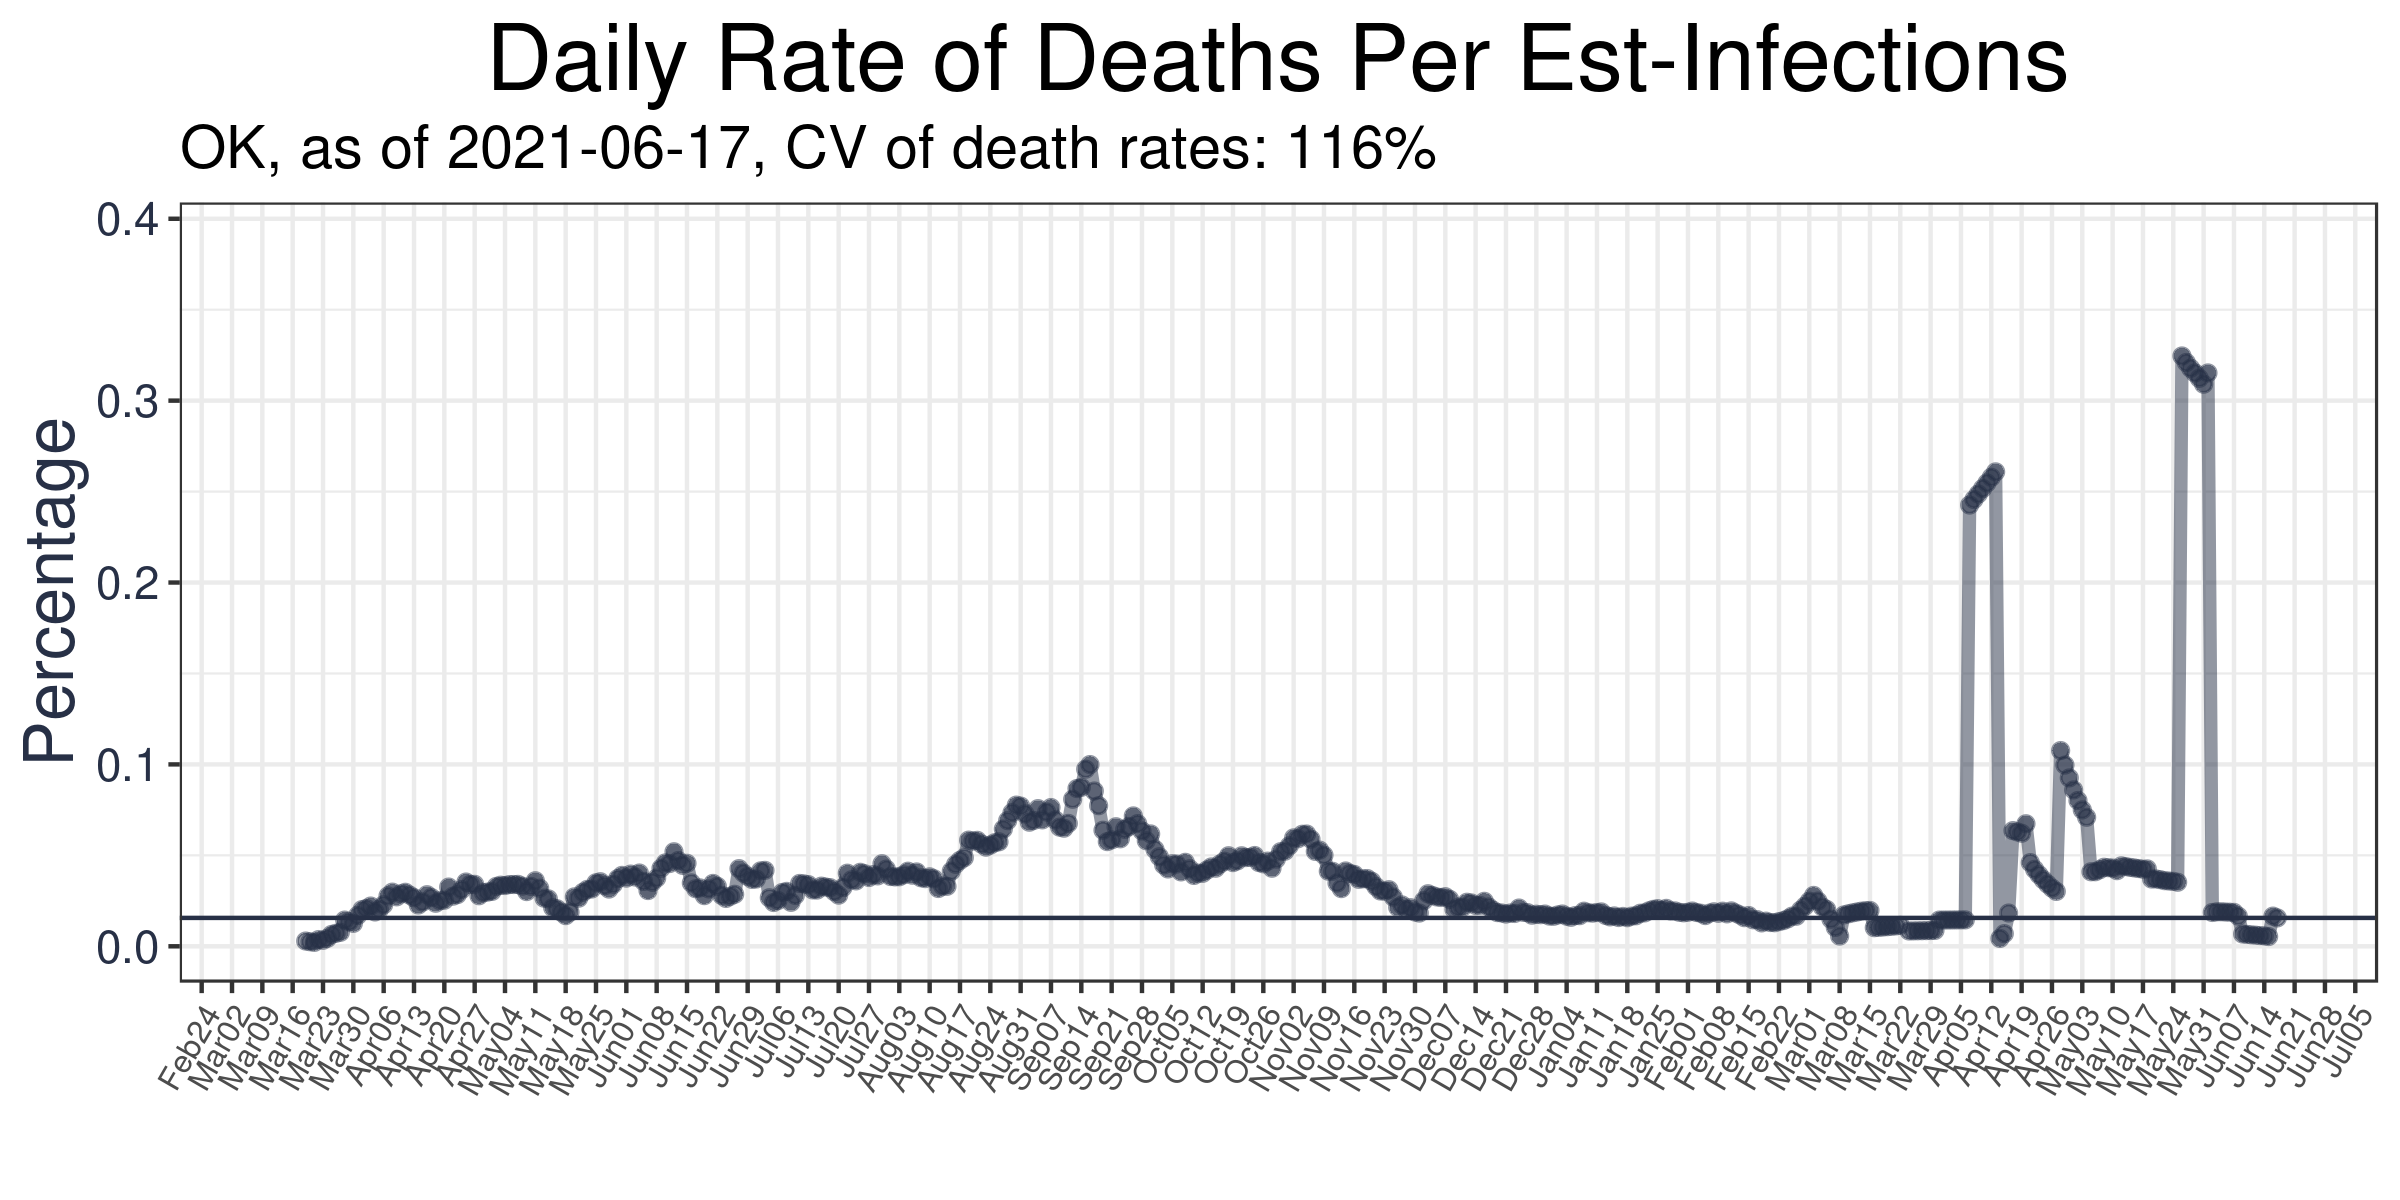 Daily Rate of Deaths Per Est-Infections
OK, as of 2021-06-17, CV of death rates: 116%
Percentage
0.4
0.3
0.2
0.1
0.0
Feb24
Mar02
Mar09
Mar16
Mar23
Mar30
Apr06
Apr13
Apr20
Apr27
May04
May11
May18
May25
Jun01
Jun08
Jun15
Jun22
Jun29
Jul06
Jul13
Jul20
Jul27
Aug03
Aug10
Aug17
Aug24
Aug31
Sep07
Sep14
Sep21
Sep28
Oct05
Oct12
Oct19
Oct26
Nov02
Nov09
Nov16
Nov23
Nov30
Dec07
Dec14
Dec21
Dec28
Jan04
Jan11
Jan18
Jan25
Feb01
Feb08
Feb15
Feb22
Mar01
Mar08
Mar15
Mar22
Mar29
Apr05
Apr12
Apr19
Apr26
May03
May10
May17
May24
May31
Jun07
Jun14
Jun21
Jun28
Jul05